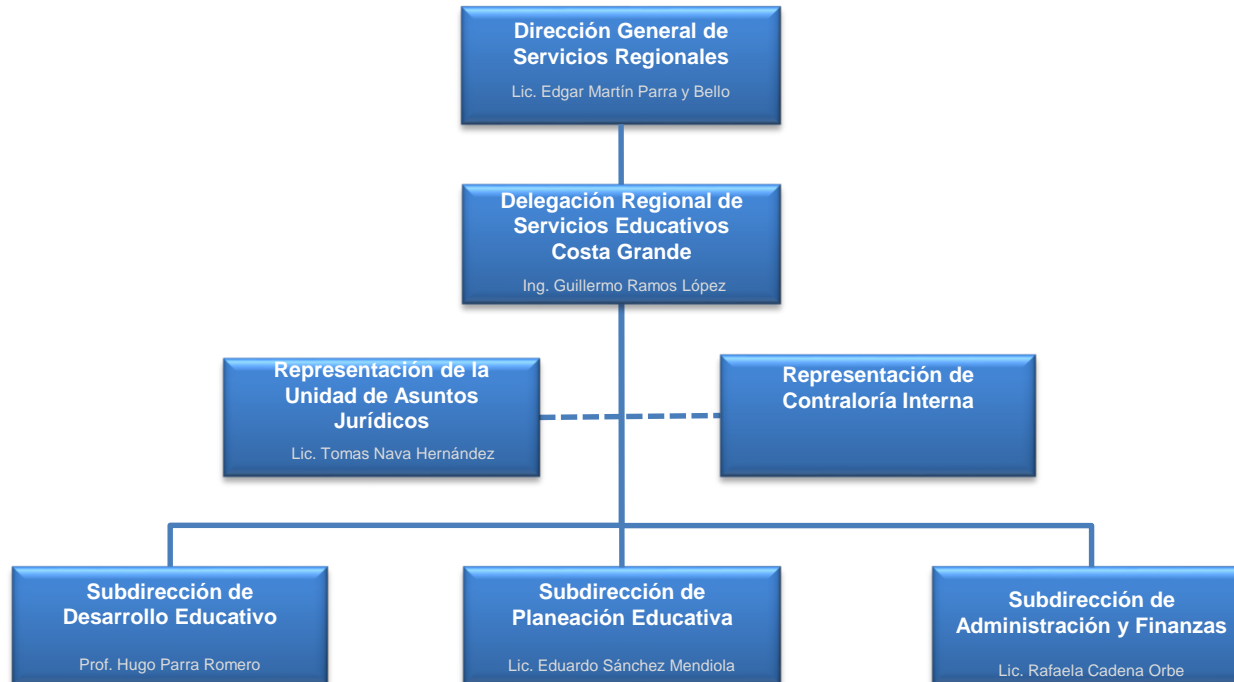 Dirección General de
Servicios Regionales
Lic. Edgar Martín Parra y Bello
Delegación Regional de
Servicios Educativos
Costa Grande
Ing. Guillermo Ramos López
Representación de la
Unidad de Asuntos
Jurídicos
Lic. Tomas Nava Hernández
Representación de
Contraloría Interna
Subdirección de
Desarrollo Educativo
Prof. Hugo Parra Romero
Subdirección de
Planeación Educativa
Lic. Eduardo Sánchez Mendiola
Subdirección de
Administración y Finanzas
Lic. Rafaela Cadena Orbe